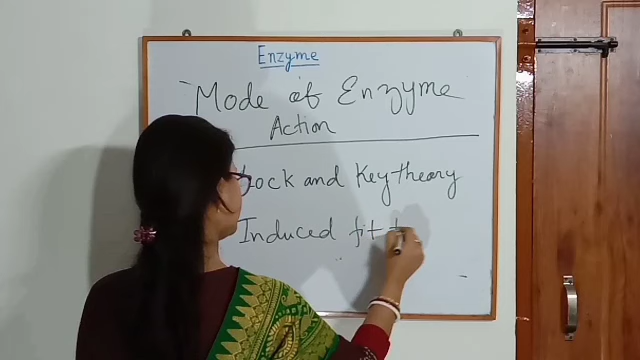 Enzyme
Mode of Enzyme
Action
Lock and Key theory
Induced fit t